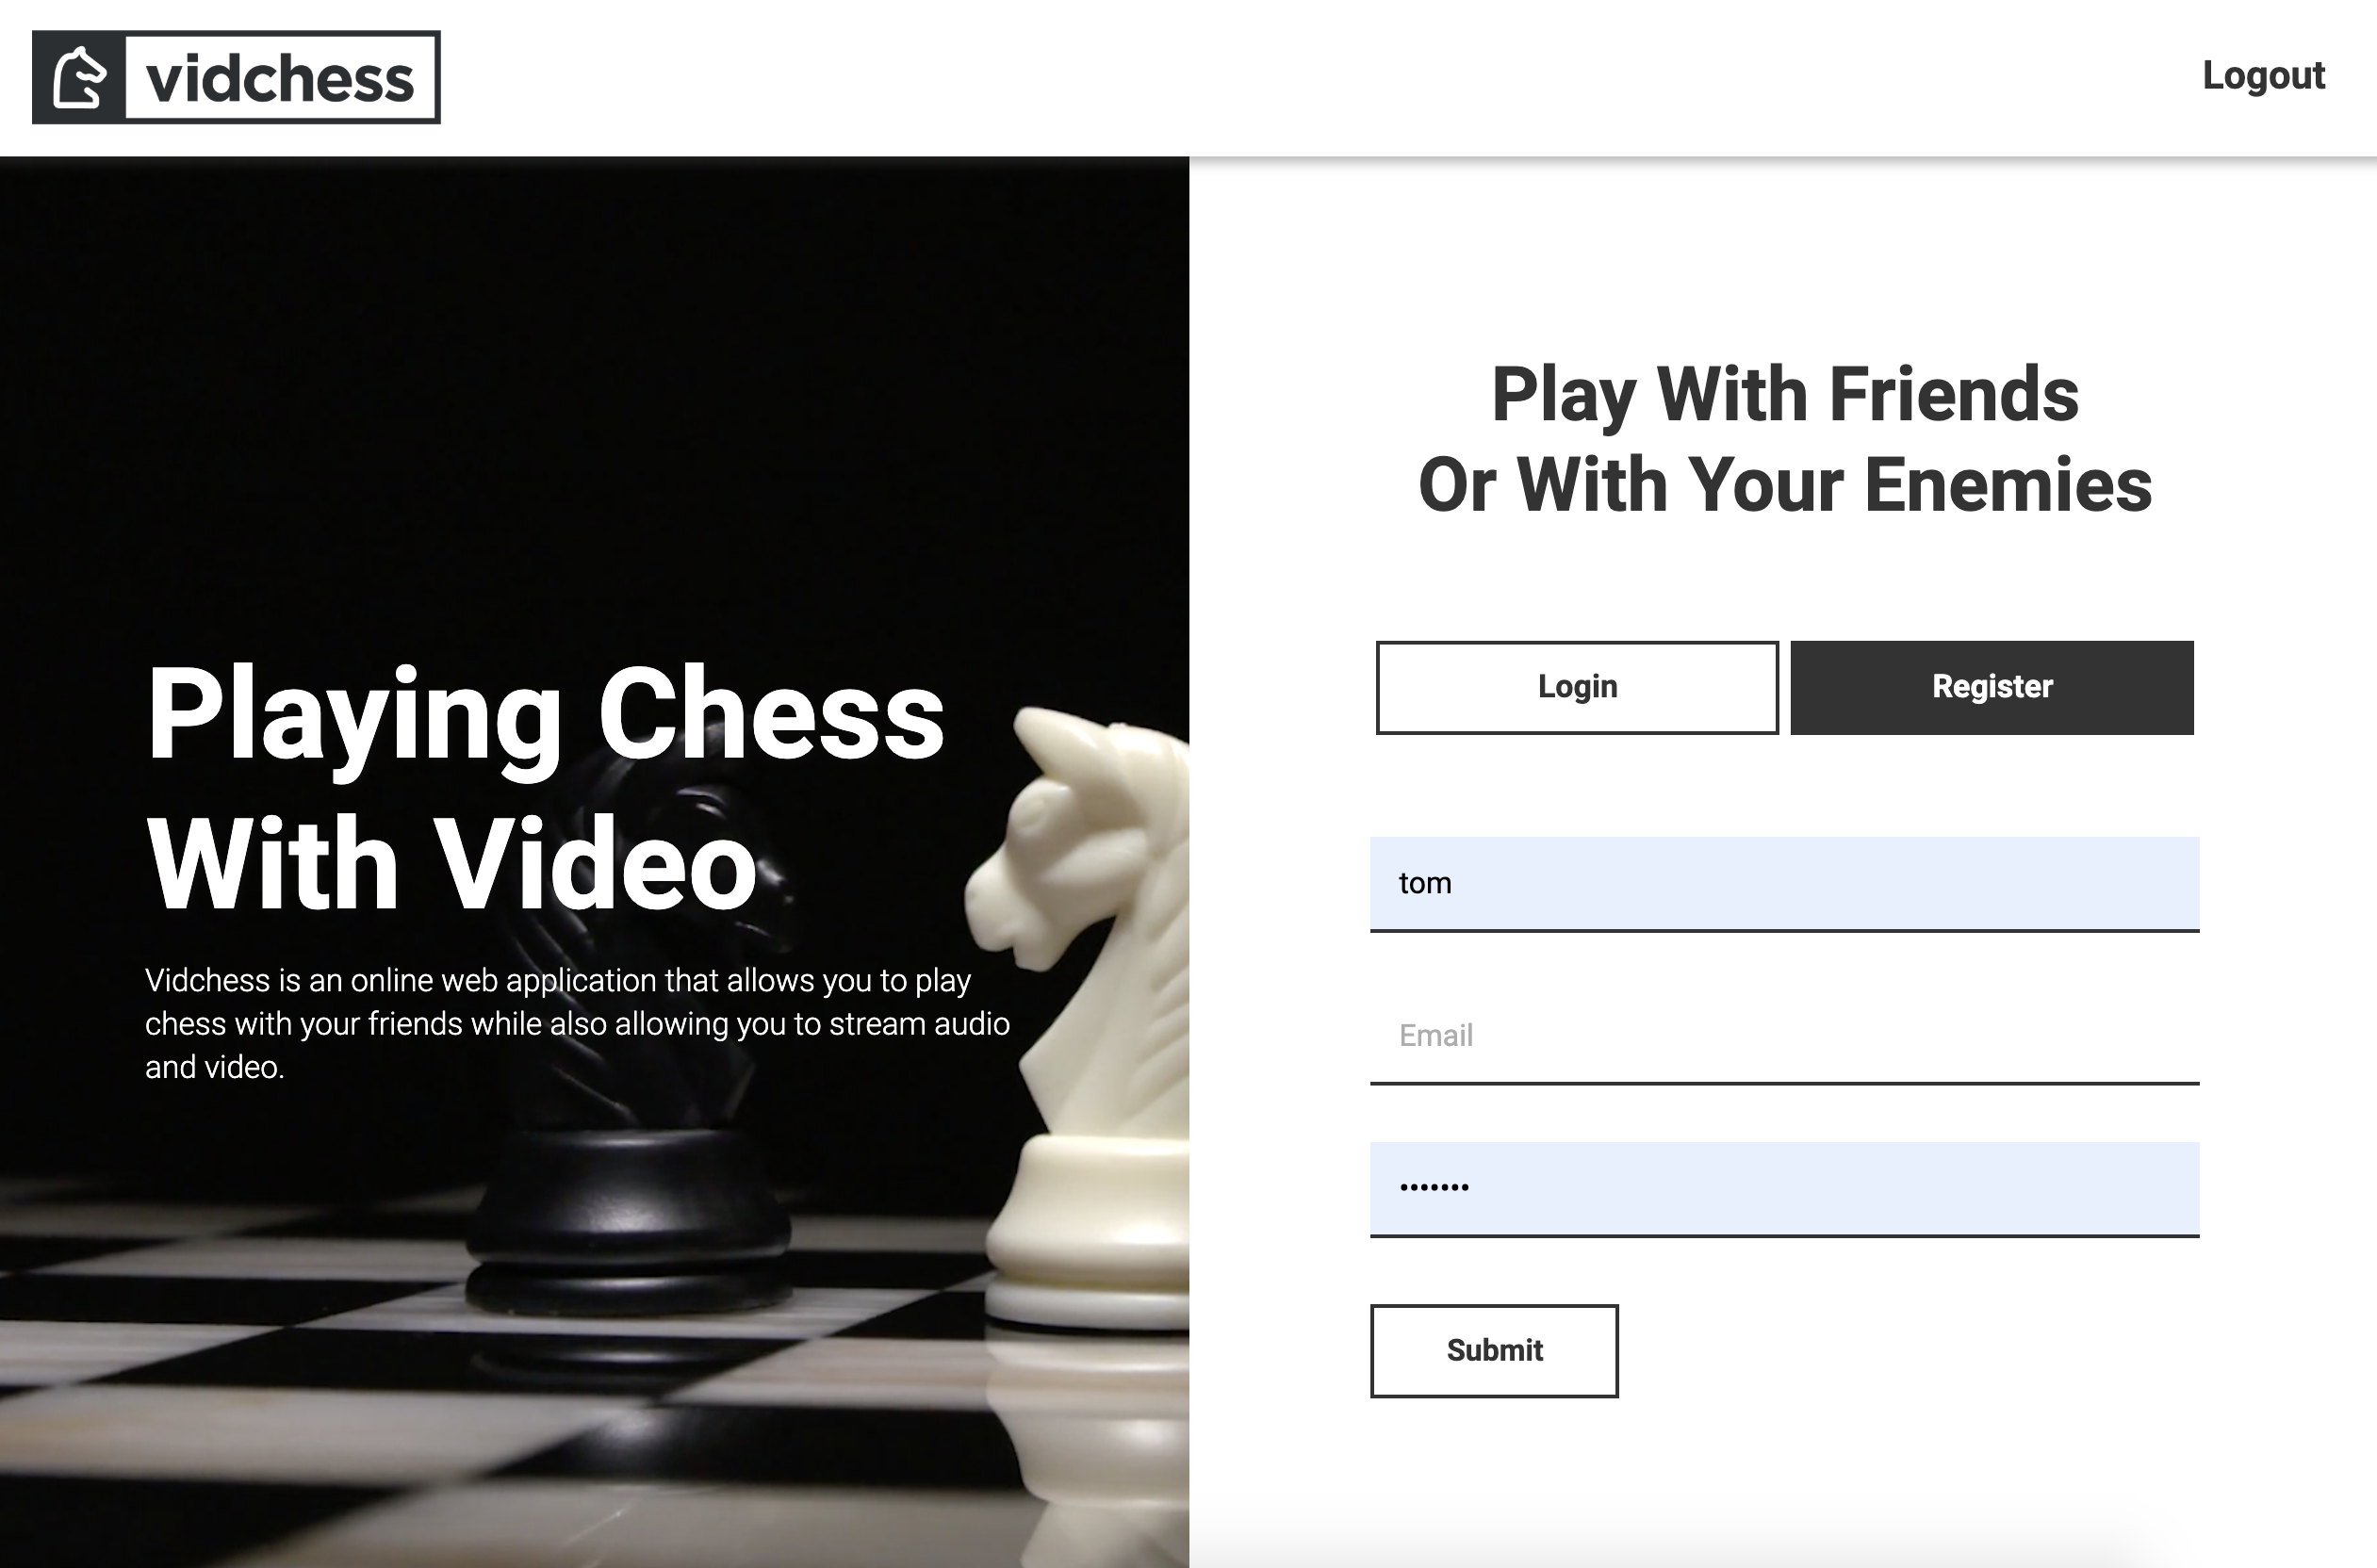 vidchess
Logout
Playing Chess
With Video
Vidchess is an online web application that allows you to play
chess with your friends while also allowing you to stream audio
and video.
Play With Friends
Or With Your Enemies
Login
Register
tom
Email
•••••••
Submit